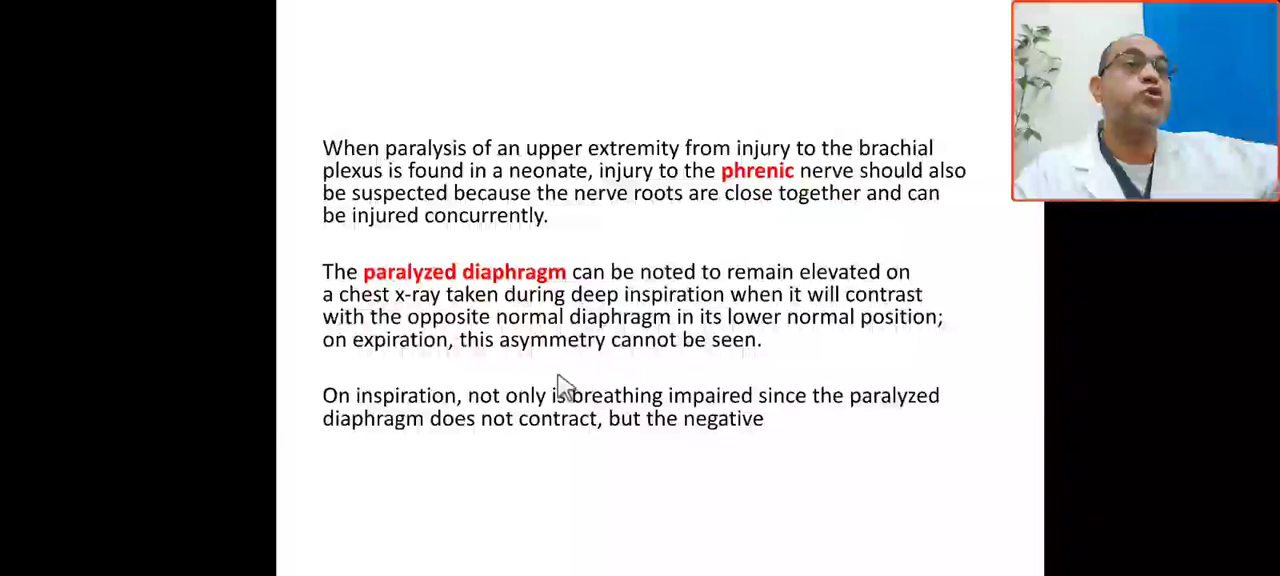 When paralysis of an upper extremity from injury to the brachial
plexus is found in a neonate, injury to the phrenic nerve should also
be suspected because the nerve roots are close together and can
be injured concurrently.
The paralyzed diaphragm can be noted to remain elevated on
a chest x-ray taken during deep inspiration when it will contrast
with the opposite normal diaphragm in its lower normal position;
on expiration, this asymmetry cannot be seen.
On inspiration, not only is breathing impaired since the paralyzed
diaphragm does not contract, but the negative